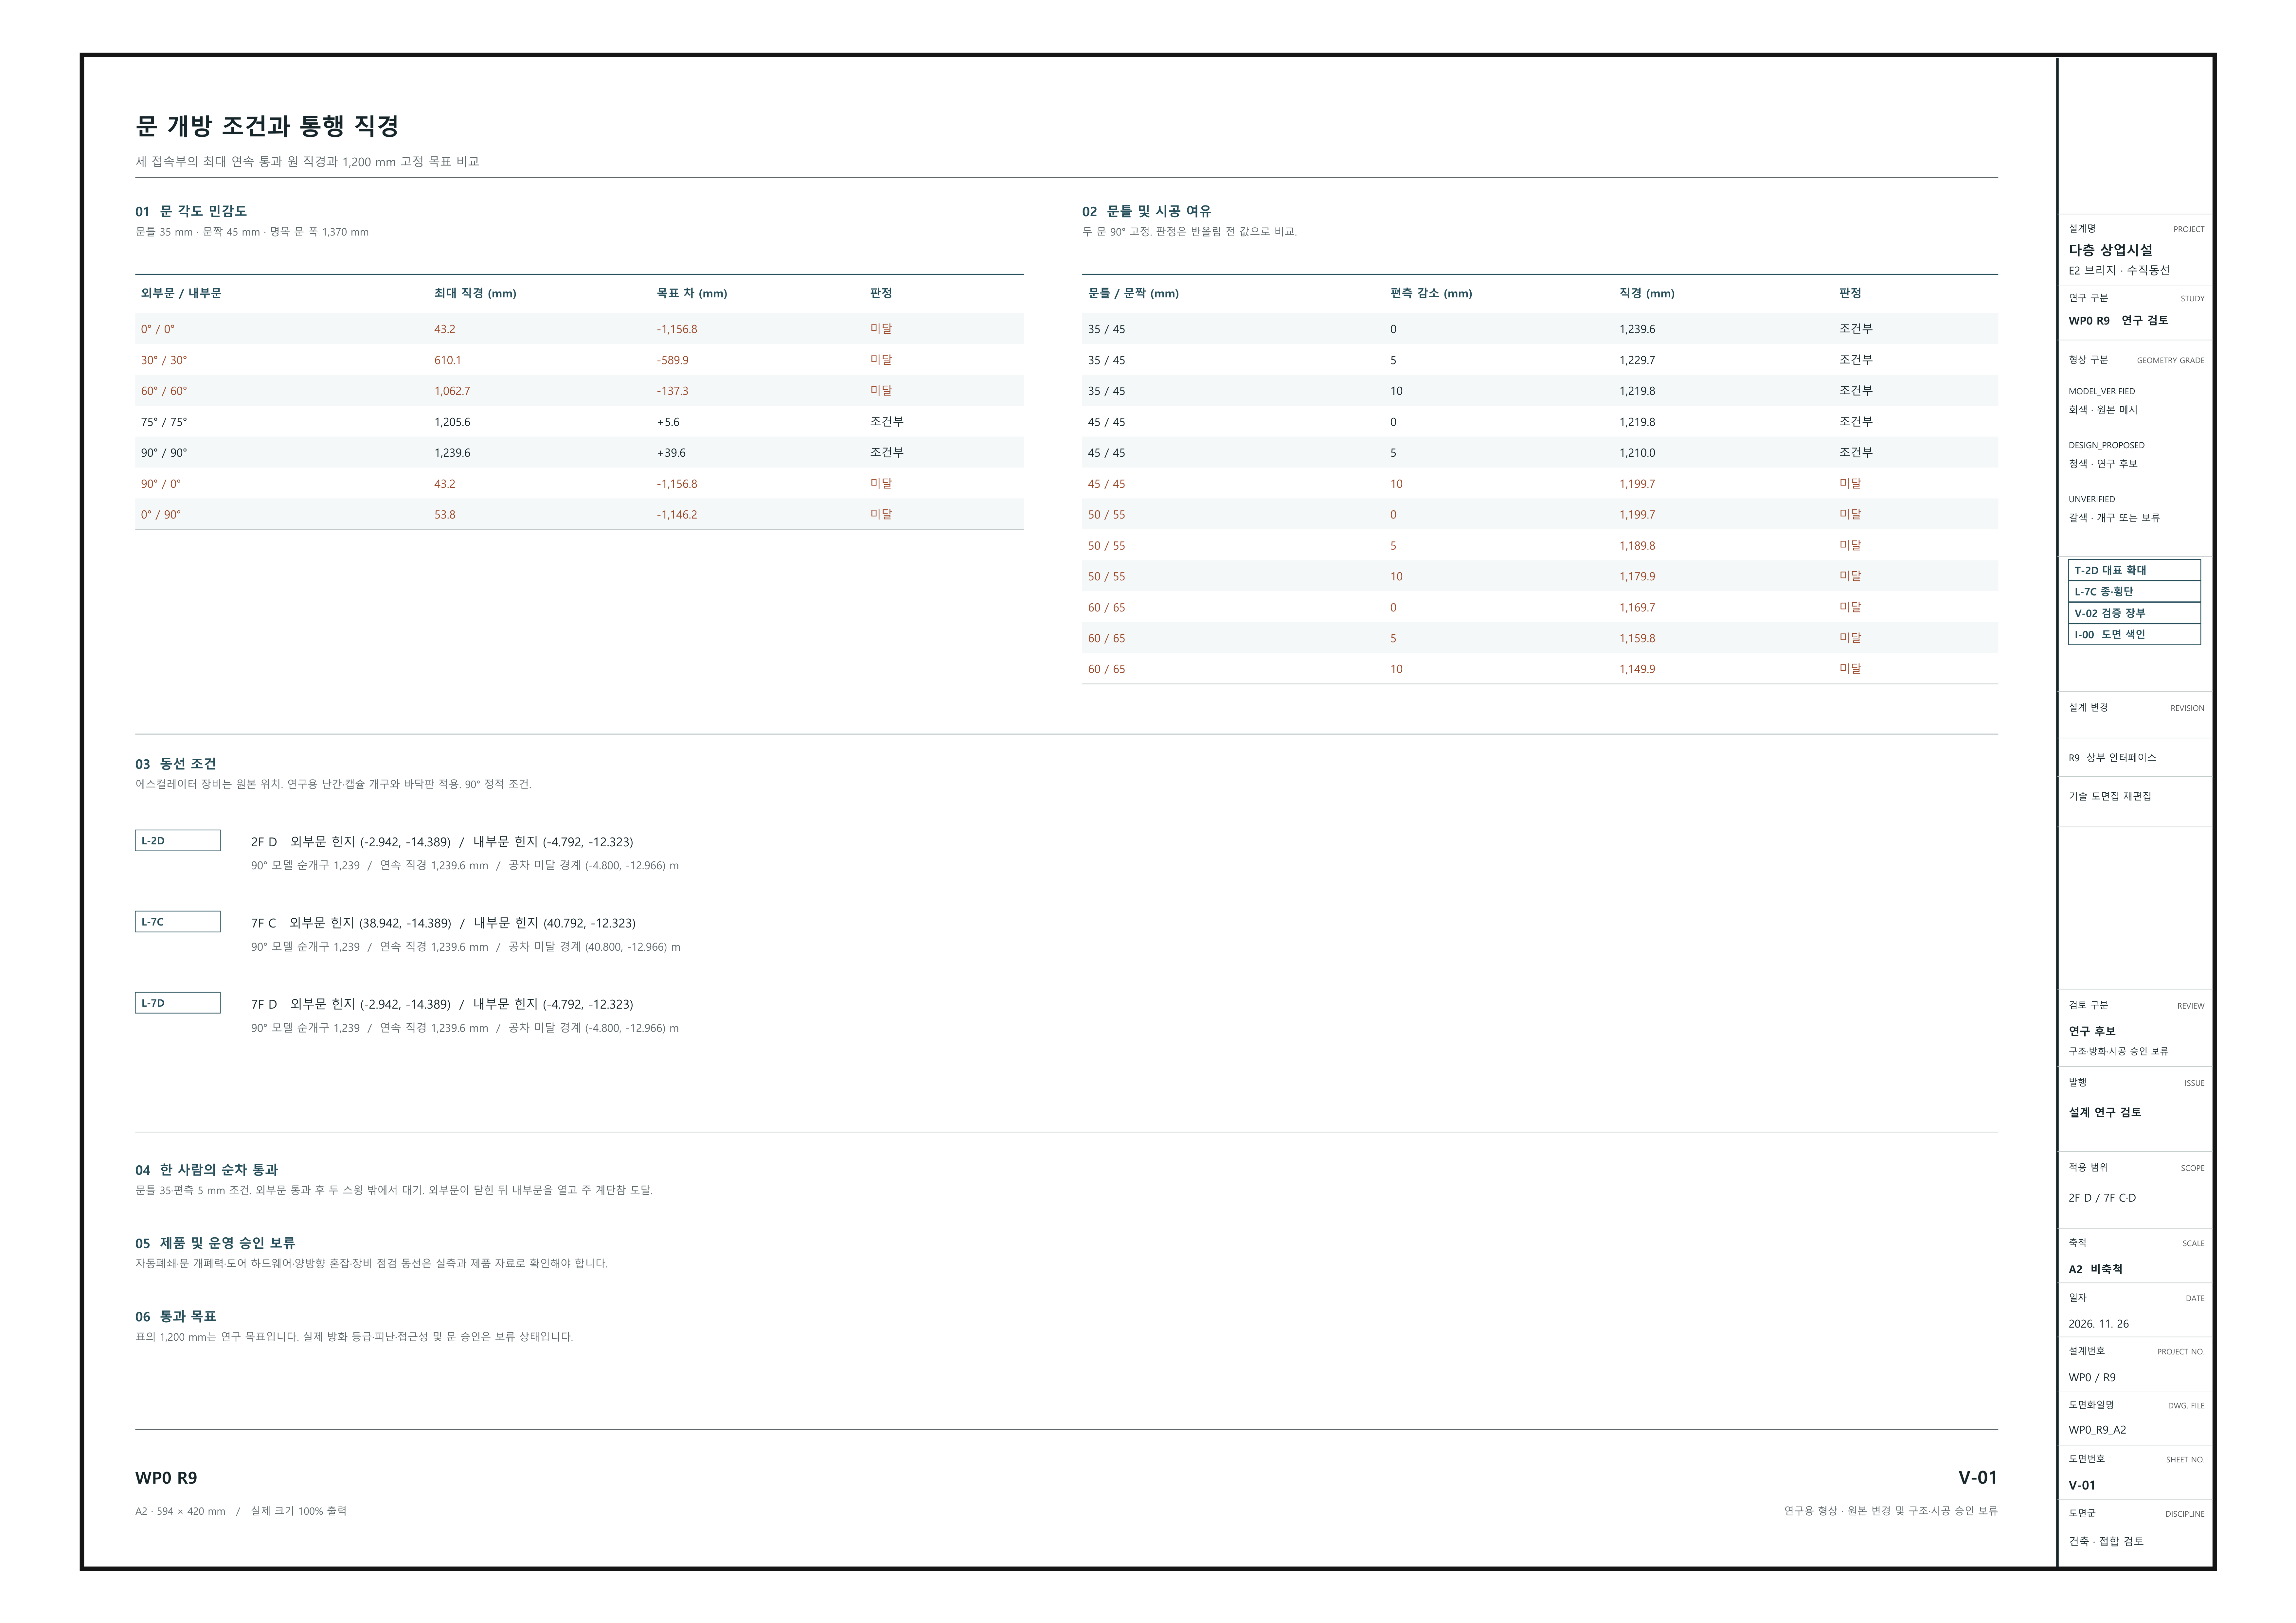 문 개방 조건과 통행 직경
세 접속부의 최대 연속 통과 원 직경과 1,200 mm 고정 목표 비교
01 문 각도 민감도
문틀 35 mm · 문짝 45 mm · 명목 문 폭 1,370 mm
외부문 / 내부문 최대 직경 (mm) 목표 차 (mm) 판정
0° / 0° 43.2 -1,156.8 미달
30° / 30° 610.1 -589.9 미달
60° / 60° 1,062.7 -137.3 미달
75° / 75° 1,205.6 +5.6 조건부
90° / 90° 1,239.6 +39.6 조건부
90° / 0° 43.2 -1,156.8 미달
0° / 90° 53.8 -1,146.2 미달
02 문틀 및 시공 여유
두 문 90° 고정. 판정은 반올림 전 값으로 비교.
문틀 / 문짝 (mm) 편측 감소 (mm) 직경 (mm) 판정
35 / 45 0 1,239.6 조건부
35 / 45 5 1,229.7 조건부
35 / 45 10 1,219.8 조건부
45 / 45 0 1,219.8 조건부
45 / 45 5 1,210.0 조건부
45 / 45 10 1,199.7 미달
50 / 55 0 1,199.7 미달
50 / 55 5 1,189.8 미달
50 / 55 10 1,179.9 미달
60 / 65 0 1,169.7 미달
60 / 65 5 1,159.8 미달
60 / 65 10 1,149.9 미달
03 동선 조건
에스컬레이터 장비는 원본 위치. 연구용 난간·캡슐 개구와 바닥판 적용. 90° 정적 조건.
L-2D
2F D 외부문 힌지 (-2.942, -14.389) / 내부문 힌지 (-4.792, -12.323)
90° 모델 순개구 1,239 / 연속 직경 1,239.6 mm / 공차 미달 경계 (-4.800, -12.966) m
L-7C
7F C 외부문 힌지 (38.942, -14.389) / 내부문 힌지 (40.792, -12.323)
90° 모델 순개구 1,239 / 연속 직경 1,239.6 mm / 공차 미달 경계 (40.800, -12.966) m
L-7D
7F D 외부문 힌지 (-2.942, -14.389) / 내부문 힌지 (-4.792, -12.323)
90° 모델 순개구 1,239 / 연속 직경 1,239.6 mm / 공차 미달 경계 (-4.800, -12.966) m
04 한 사람의 순차 통과
문틀 35·편측 5 mm 조건. 외부문 통과 후 두 스윙 밖에서 대기. 외부문이 닫힌 뒤 내부문을 열고 주 계단참 도달.
05 제품 및 운영 승인 보류
자동폐쇄·문 개폐력·도어 하드웨어·양방향 혼잡·장비 점검 동선은 실측과 제품 자료로 확인해야 합니다.
06 통과 목표
표의 1,200 mm는 연구 목표입니다. 실제 방화 등급·피난·접근성 및 문 승인은 보류 상태입니다.
WP0 R9
A2 · 594 × 420 mm / 실제 크기 100% 출력
V-01
연구용 형상 · 원본 변경 및 구조·시공 승인 보류
설계명 PROJECT
다층 상업시설
E2 브리지 · 수직동선
연구 구분 STUDY
WP0 R9 연구 검토
형상 구분 GEOMETRY GRADE
MODEL_VERIFIED
회색 · 원본 메시
DESIGN_PROPOSED
청색 · 연구 후보
UNVERIFIED
갈색 · 개구 또는 보류
T-2D 대표 확대
L-7C 종·횡단
V-02 검증 장부
I-00 도면 색인
설계 변경 REVISION
R9 상부 인터페이스
기술 도면집 재편집
검토 구분 REVIEW
연구 후보
구조·방화·시공 승인 보류
발행 ISSUE
설계 연구 검토
적용 범위 SCOPE
2F D / 7F C·D
축척 SCALE
A2 비축척
일자 DATE
2026. 11. 26
설계번호 PROJECT NO.
WP0 / R9
도면화일명 DWG. FILE
WP0_R9_A2
도면번호 SHEET NO.
V-01
도면군 DISCIPLINE
건축 · 접합 검토